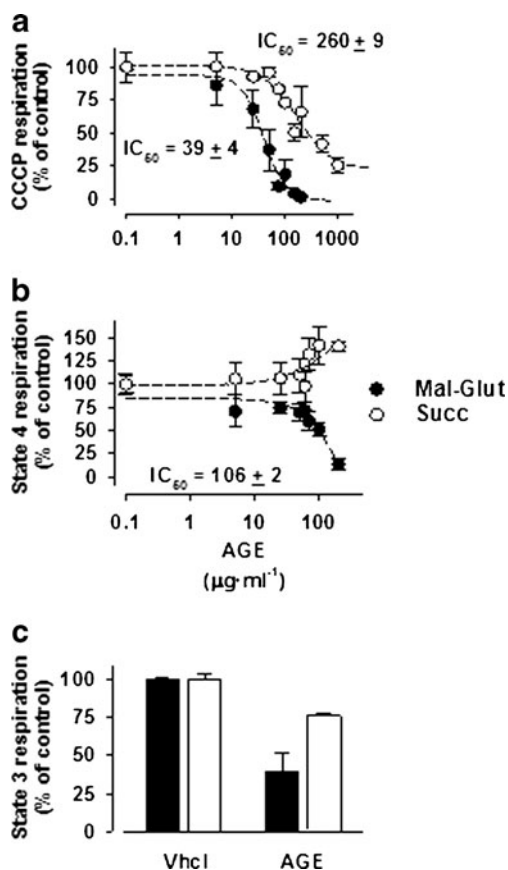 a
CCCP respiration
(% of control)
100
75
50
25
0
IC50 = 260 ± 9
IC50 = 39 ± 4
0.1 1 10 100 1000
b
State 4 respiration
(% of control)
150
125
100
75
50
25
0
IC50 = 106 ± 2
Mal-Glut
Succ
0.1 1 10 100
AGE
(µg·ml-1)
c
State 3 respiration
(% of control)
100
75
50
25
0
Vhcl AGE